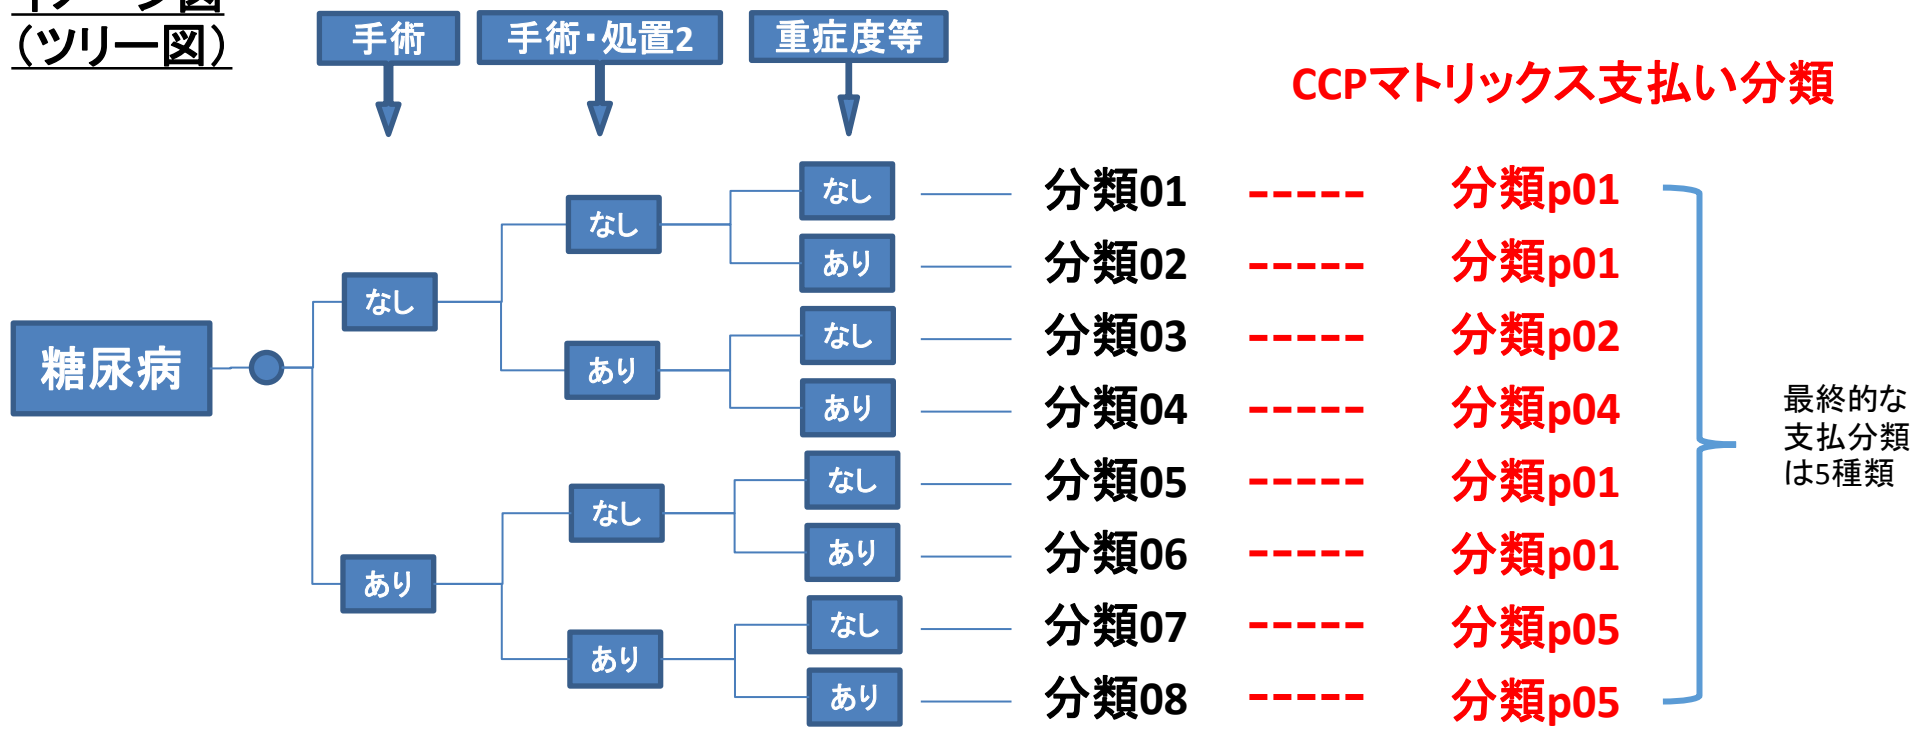 イメージ図
（ツリー図）
手術
手術・処置2
重症度等
CCPマトリックス支払い分類
糖尿病
なし
あり
なし
あり
なし
あり
なし
あり
なし
あり
なし
あり
なし
あり
分類01 ----- 分類p01
分類02 ----- 分類p01
分類03 ----- 分類p02
分類04 ----- 分類p04
分類05 ----- 分類p01
分類06 ----- 分類p01
分類07 ----- 分類p05
分類08 ----- 分類p05
最終的な
支払分類
は5種類